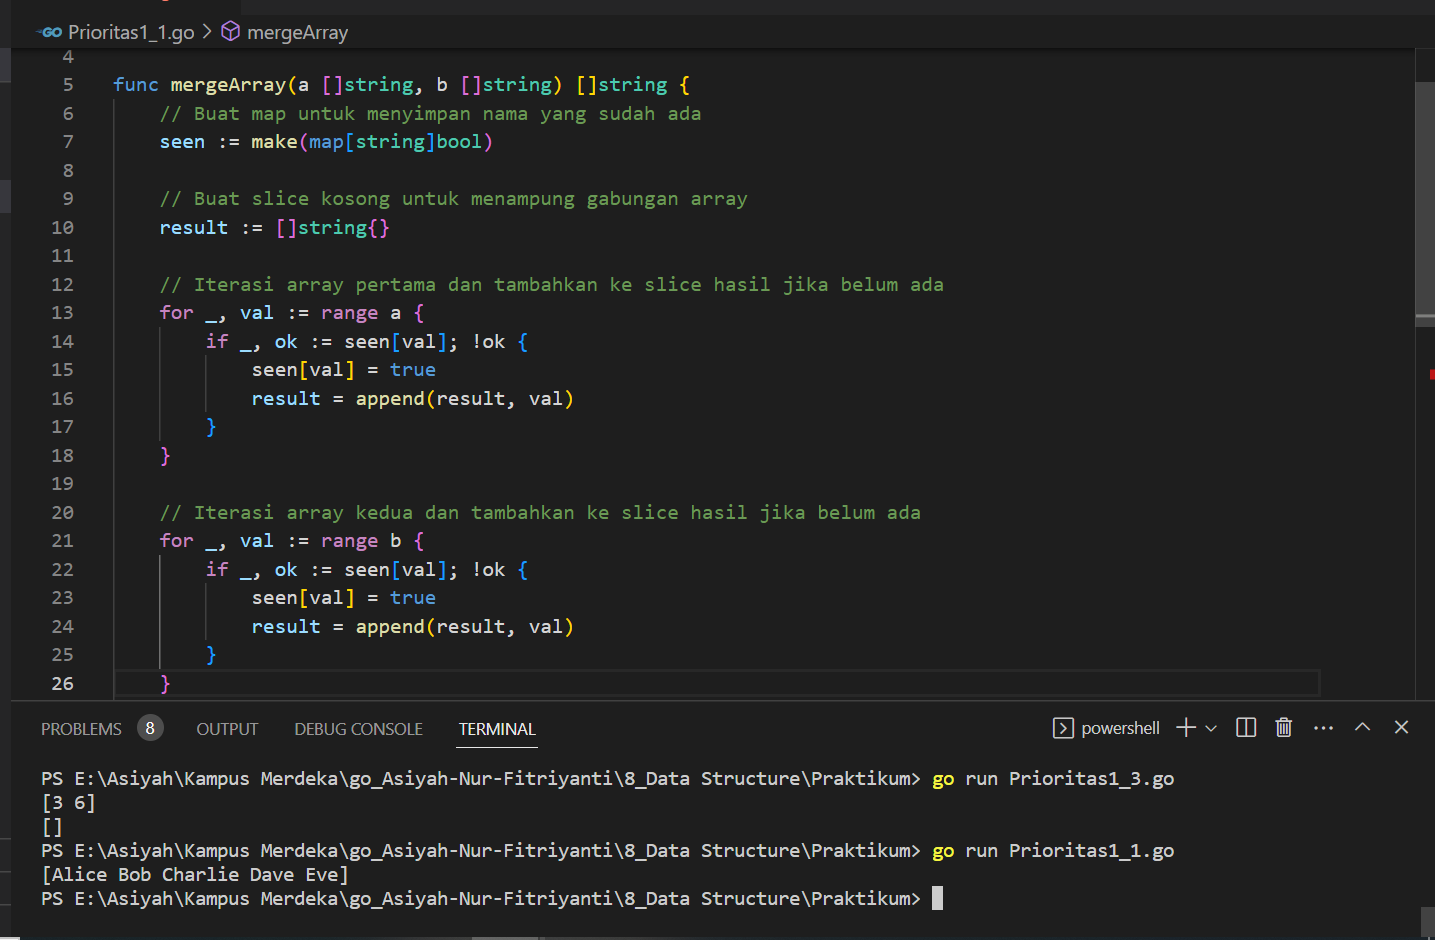 GO Prioritas1_1.go > mergeArray
4
5 func mergeArray(a []string, b []string) []string {
6 // Buat map untuk menyimpan nama yang sudah ada
7 seen := make(map[string]bool)
8
9 // Buat slice kosong untuk menampung gabungan array
10 result := []string{}
11
12 // Iterasi array pertama dan tambahkan ke slice hasil jika belum ada
13 for _, val := range a {
14 if _, ok := seen[val]; !ok {
15 seen[val] = true
16 result = append(result, val)
17 }
18 }
19
20 // Iterasi array kedua dan tambahkan ke slice hasil jika belum ada
21 for _, val := range b {
22 if _, ok := seen[val]; !ok {
23 seen[val] = true
24 result = append(result, val)
25 }
26 }
PROBLEMS 8 OUTPUT DEBUG CONSOLE TERMINAL powershell
PS E:\Asiyah\Kampus Merdeka\go_Asiyah-Nur-Fitriyanti\8_Data Structure\Praktikum> go run Prioritas1_3.go
[3 6]
[]
PS E:\Asiyah\Kampus Merdeka\go_Asiyah-Nur-Fitriyanti\8_Data Structure\Praktikum> go run Prioritas1_1.go
[Alice Bob Charlie Dave Eve]
PS E:\Asiyah\Kampus Merdeka\go_Asiyah-Nur-Fitriyanti\8_Data Structure\Praktikum>